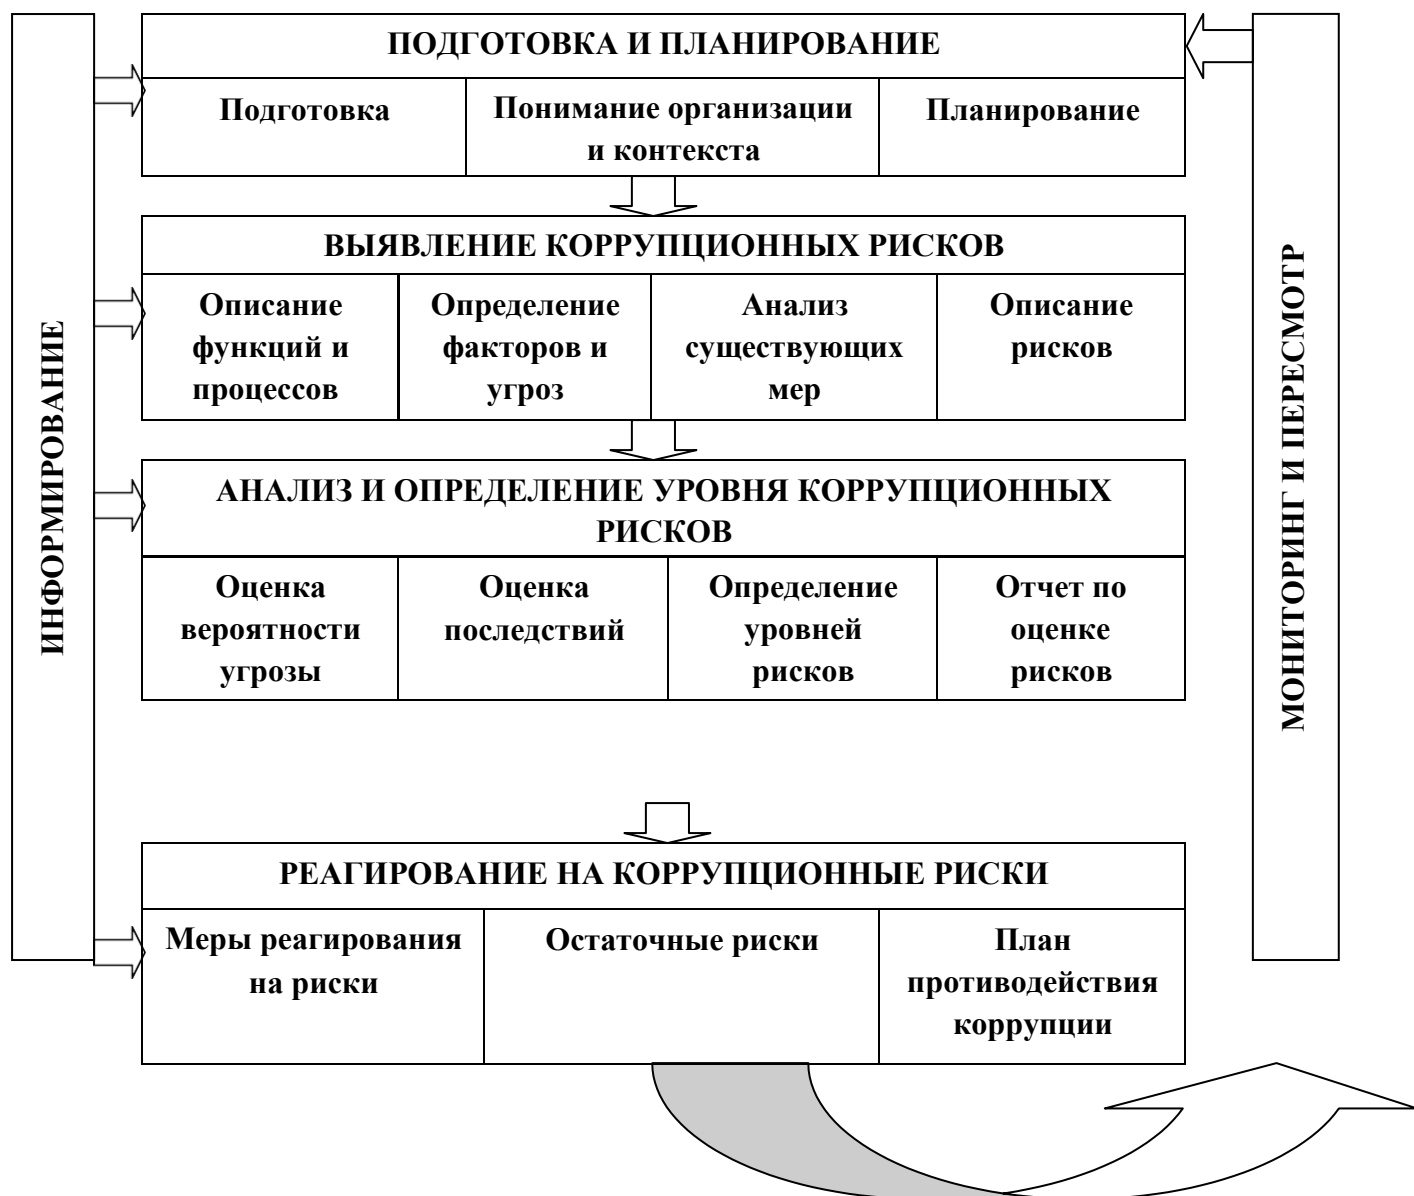 ИНФОРМИРОВАНИЕ
ПОДГОТОВКА И ПЛАНИРОВАНИЕ
Подготовка
Понимание организации
и контекста
Планирование
ВЫЯВЛЕНИЕ КОРРУПЦИОННЫХ РИСКОВ
Описание
функций и
процессов
Определение
факторов и
угроз
Анализ
существующих
мер
Описание
рисков
АНАЛИЗ И ОПРЕДЕЛЕНИЕ УРОВНЯ КОРРУПЦИОННЫХ
РИСКОВ
Оценка
вероятности
угрозы
Оценка
последствий
Определение
уровней
рисков
Отчет по
оценке
рисков
РЕАГИРОВАНИЕ НА КОРРУПЦИОННЫЕ РИСКИ
Меры реагирования
на риски
Остаточные риски
План
противодействия
коррупции
МОНИТОРИНГ И ПЕРЕСМОТР